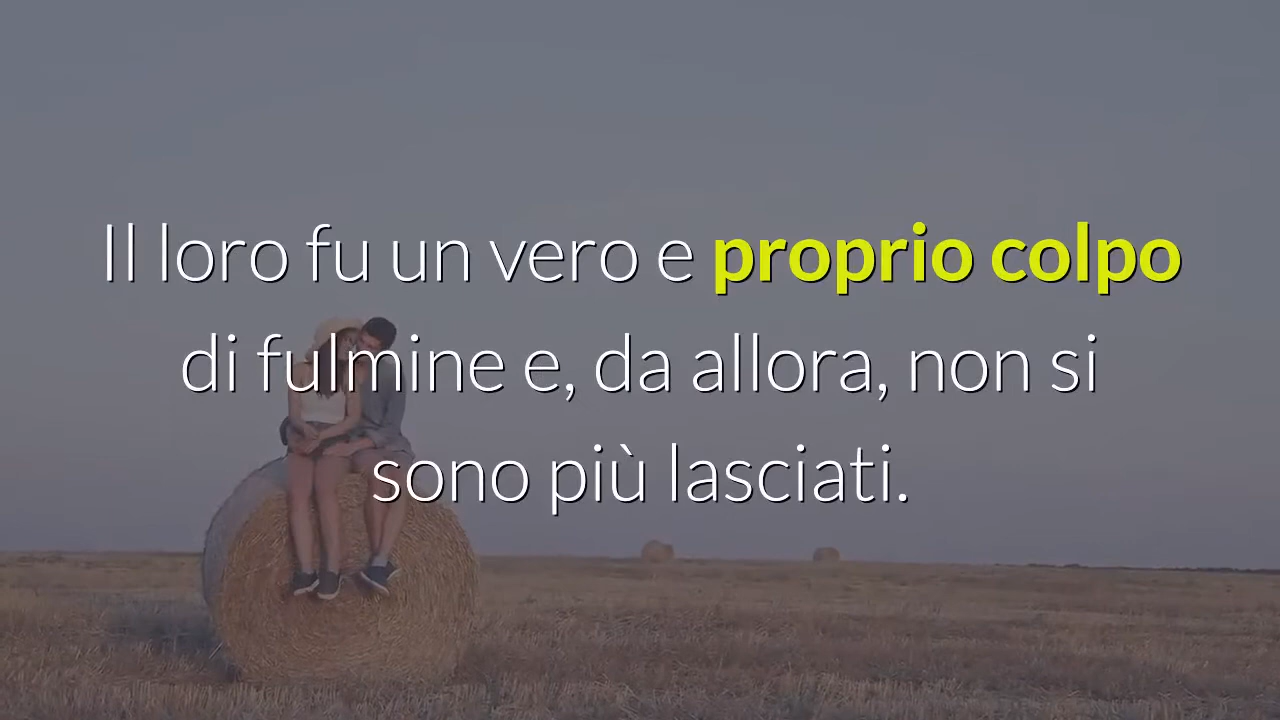 Il loro fu un vero e proprio colpo
di fulmine e, da allora, non si
sono più lasciati.